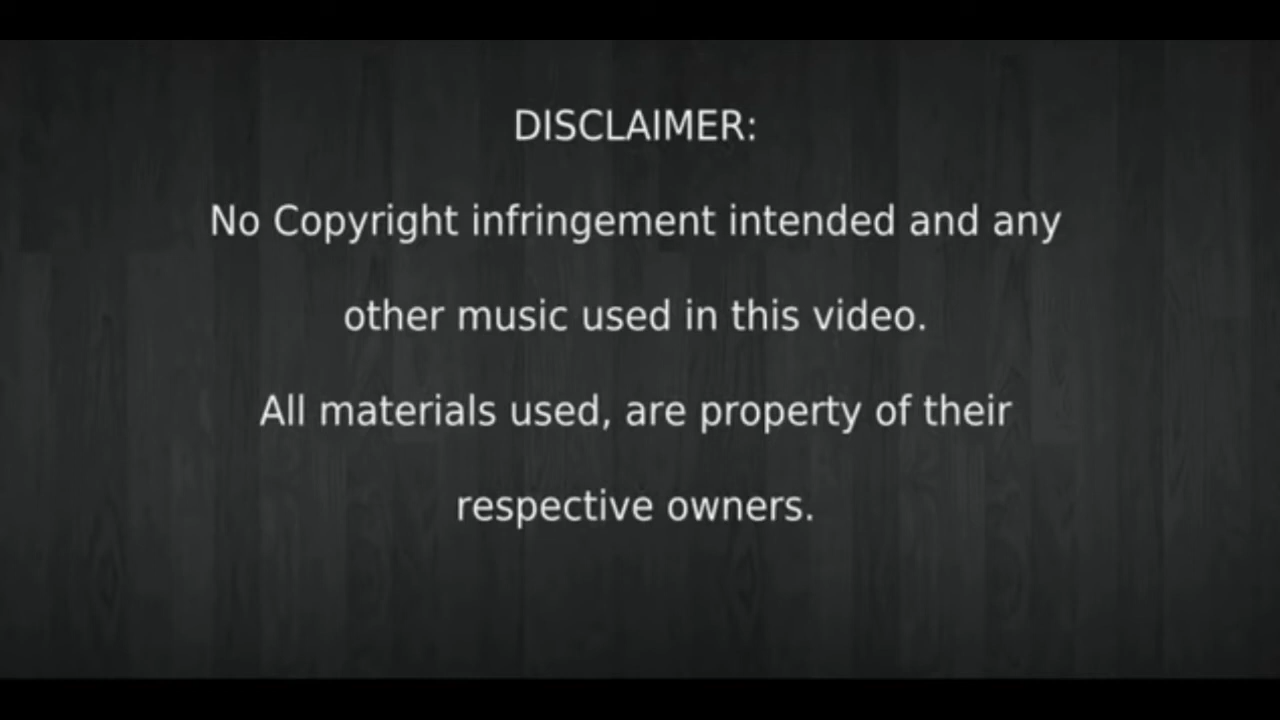 DISCLAIMER:
No Copyright infringement intended and any
other music used in this video.
All materials used, are property of their
respective owners.